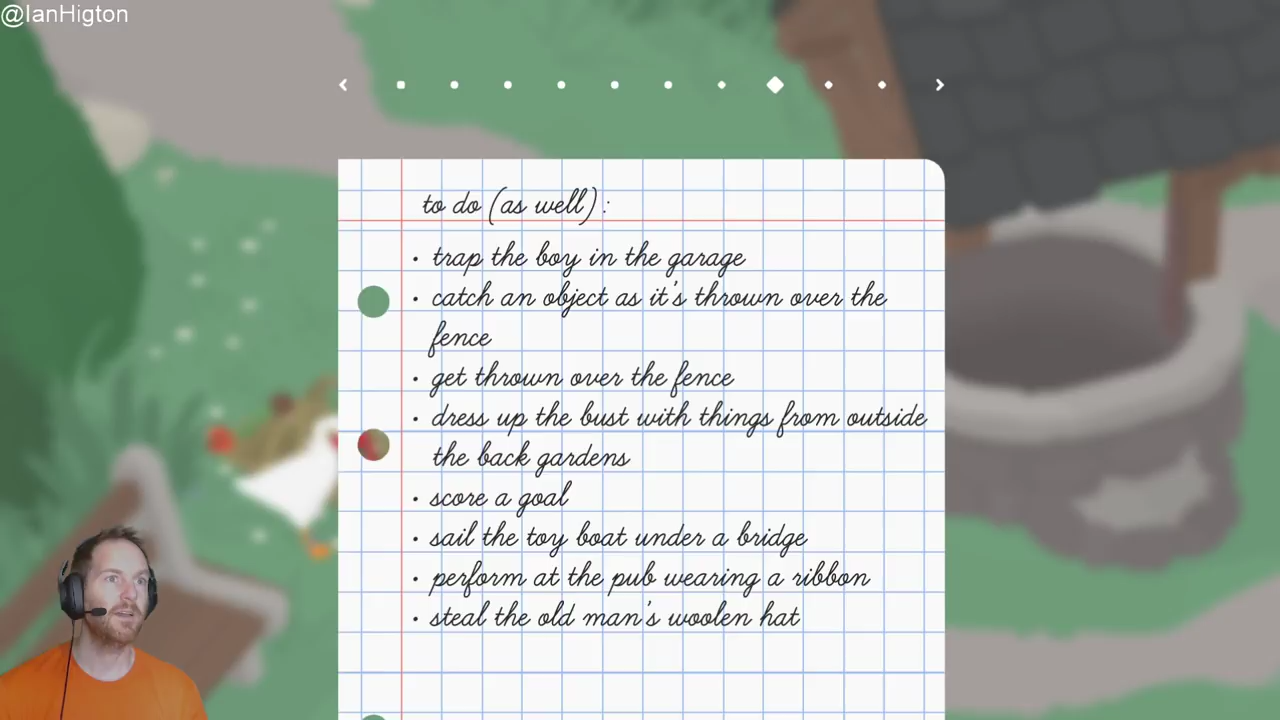 @IanHigton
to do (as well):
• trap the boy in the garage
• catch an object as it's thrown over the
fence
• get thrown over the fence
• dress up the bust with things from outside
the back gardens
• score a goal
• sail the toy boat under a bridge
• perform at the pub wearing a ribbon
• steal the old man's woolen hat